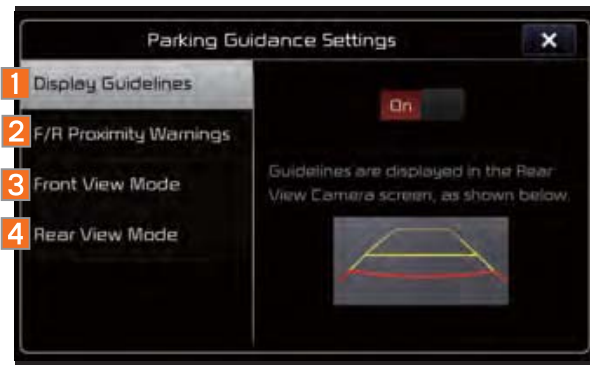 Parking Guidance Settings
1 Display Guidelines
On
2 F/R Proximity Warnings
3 Front View Mode
4 Rear View Mode
Guidelines are displayed in the Rear
View Camera screen, as shown below.